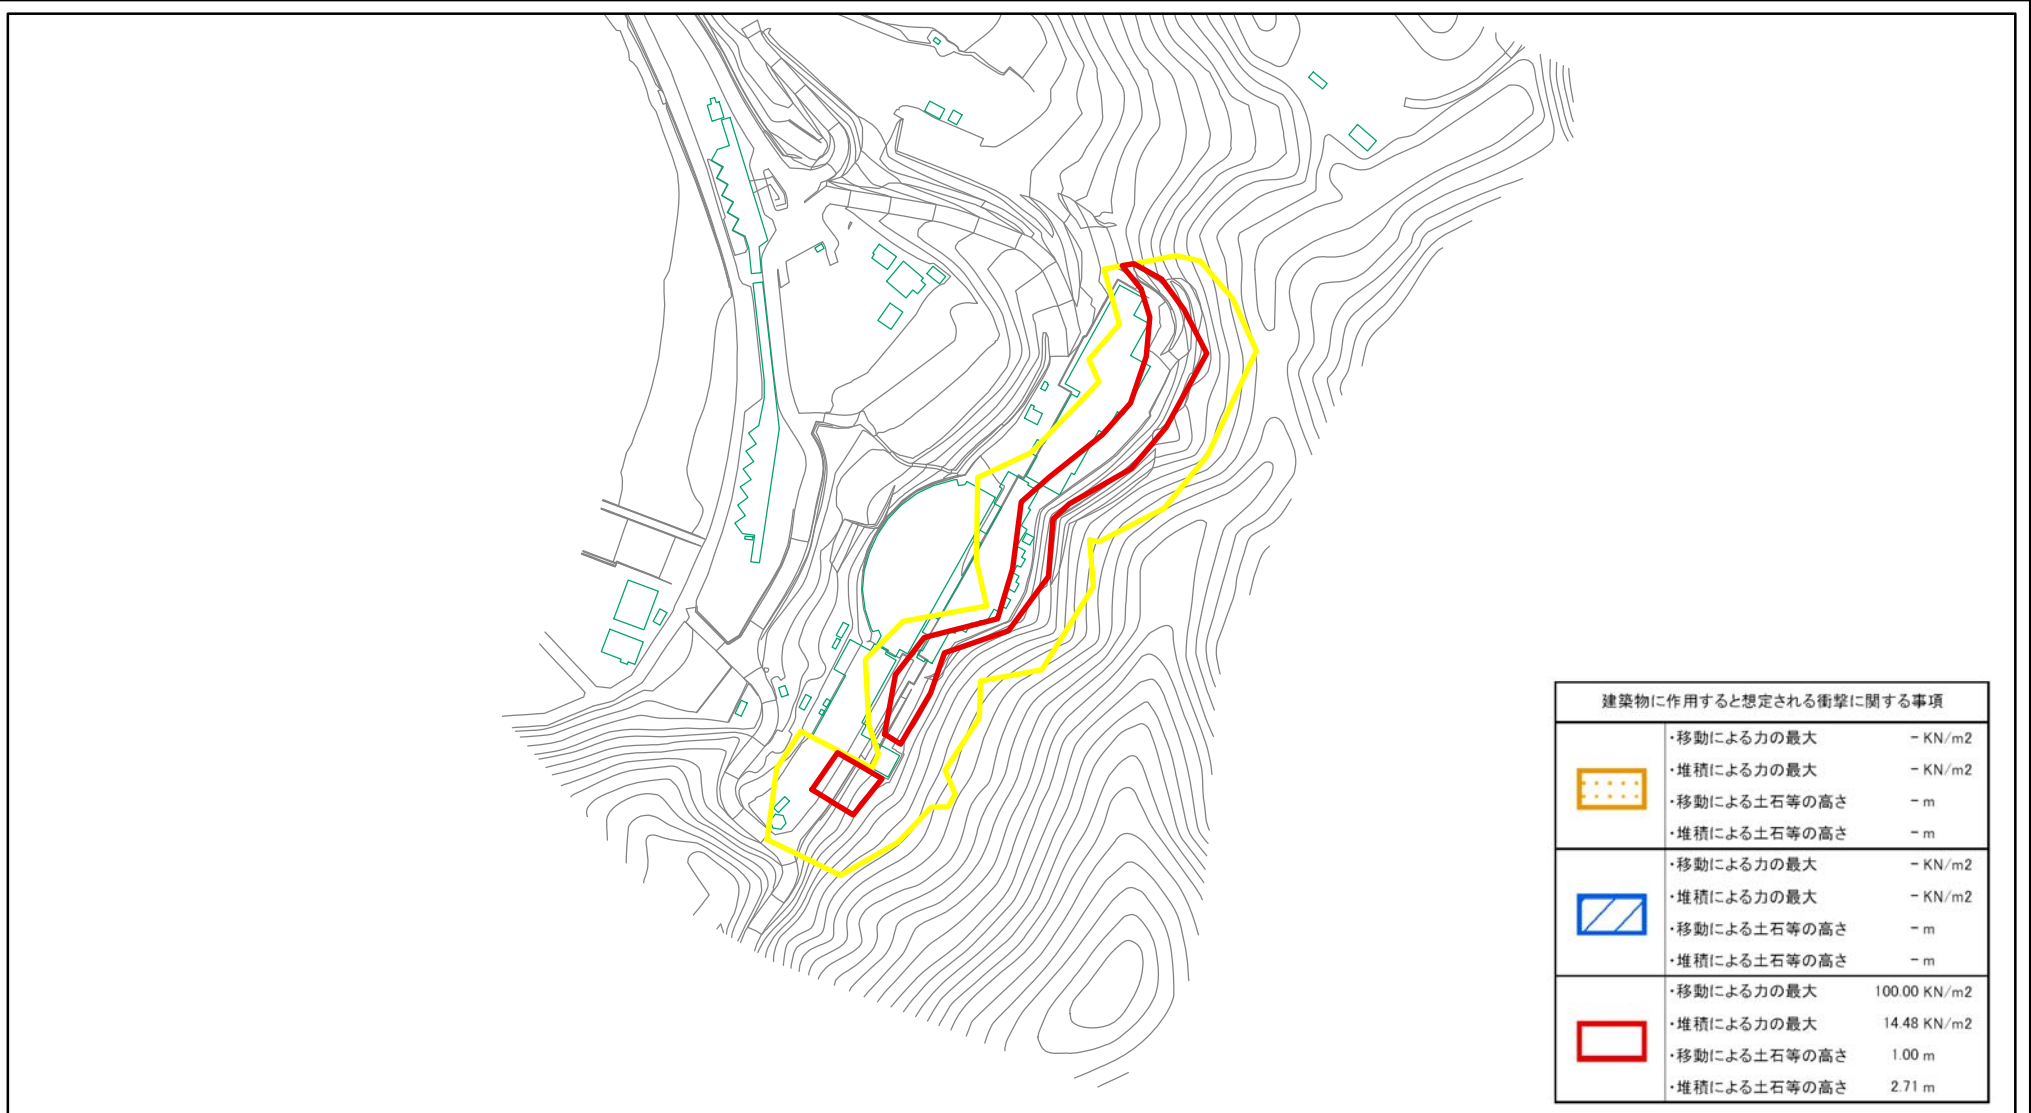 建築物に作用すると想定される衝撃に関する事項
・移動による力の最大 - KN/m2
・堆積による力の最大 - KN/m2
・移動による土石等の高さ - m
・堆積による土石等の高さ - m
・移動による力の最大 - KN/m2
・堆積による力の最大 - KN/m2
・移動による土石等の高さ - m
・堆積による土石等の高さ - m
・移動による力の最大 100.00 KN/m2
・堆積による力の最大 14.48 KN/m2
・移動による土石等の高さ 1.00 m
・堆積による土石等の高さ 2.71 m